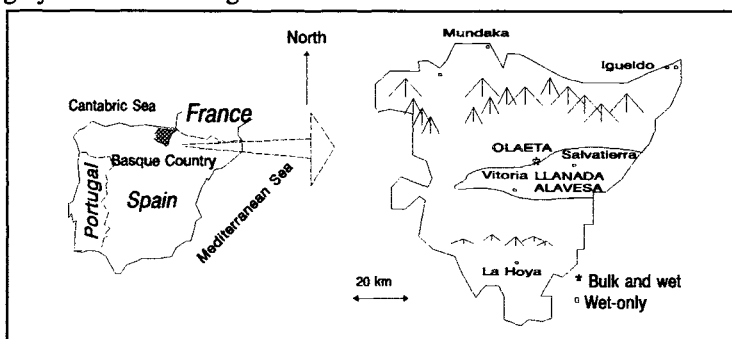 North
Cantabric Sea
France
Basque Country
Portugal
Spain
Mediterranean Sea
Mundaka
Igueldo
OLAETA
Salvatierra
Vitoria
LLANADA
ALAVESA
La Hoya
20 km
* Bulk and wet
▫ Wet-only